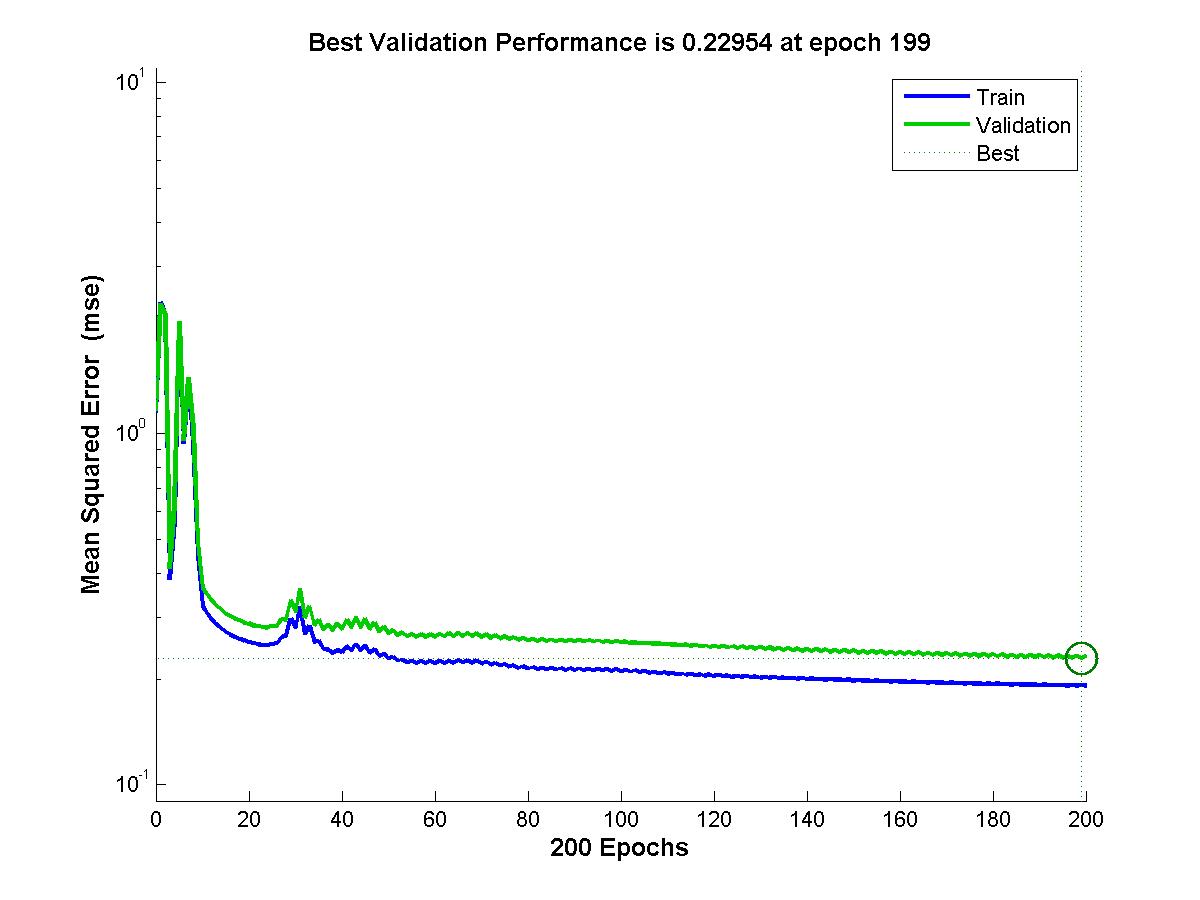 Best Validation Performance is 0.22954 at epoch 199
Train
Validation
Best
Mean Squared Error (mse)
10^1
10^0
10^-1
0 20 40 60 80 100 120 140 160 180 200
200 Epochs